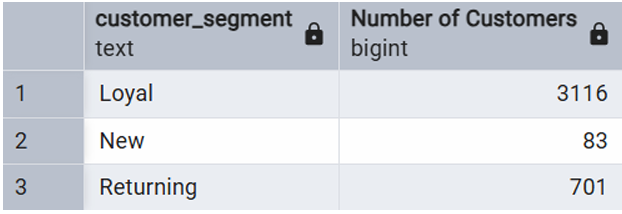 customer_segment Number of Customers
text bigint
1 Loyal 3116
2 New 83
3 Returning 701